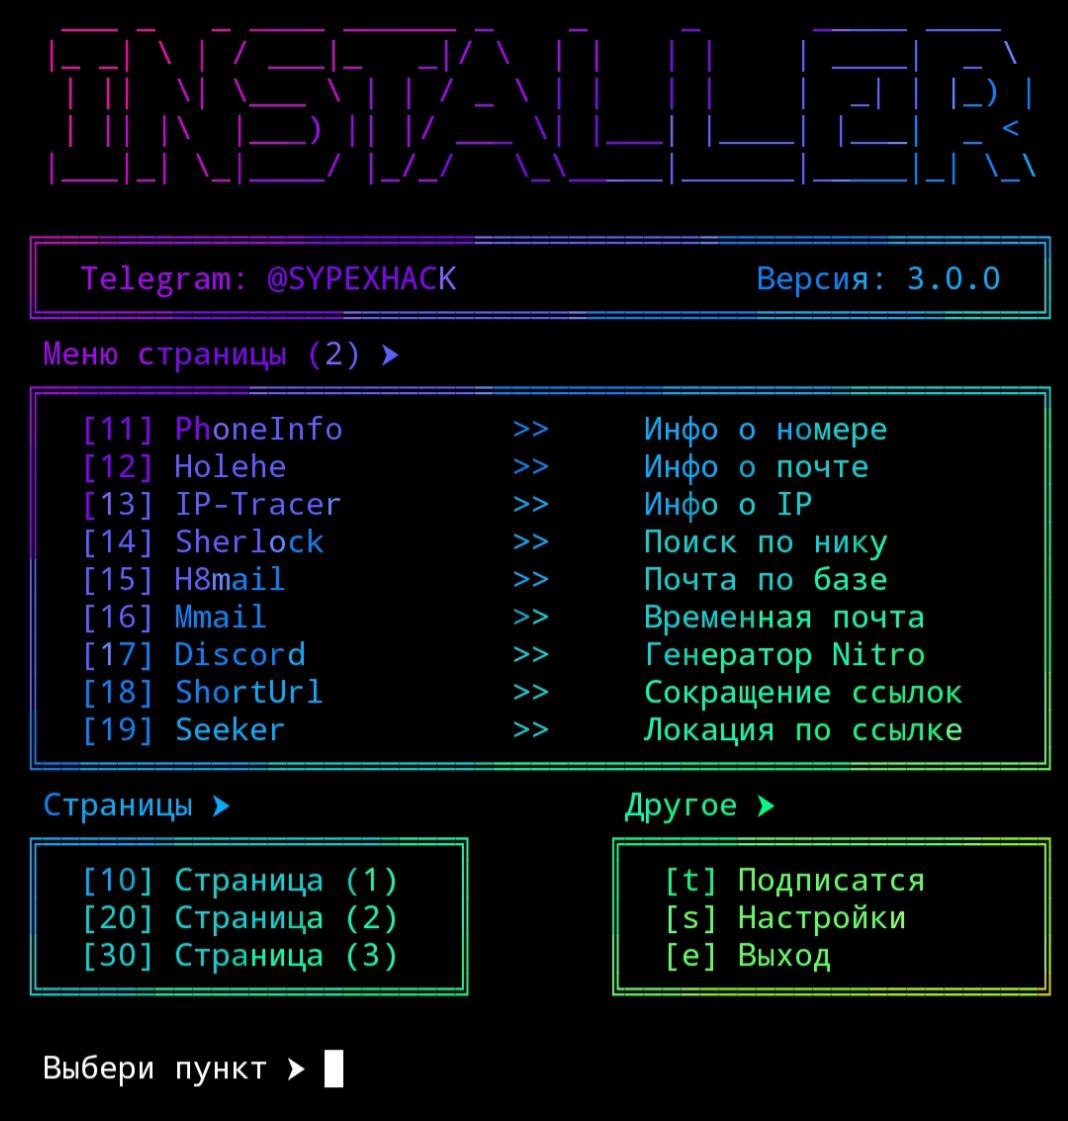 INSTALLER
Telegram: @SYPEXHACK Версия: 3.0.0
Меню страницы (2) ➤
[11] PhoneInfo >> Инфо о номере
[12] Holehe >> Инфо о почте
[13] IP-Tracer >> Инфо о IP
[14] Sherlock >> Поиск по нику
[15] H8mail >> Почта по базе
[16] Mmail >> Временная почта
[17] Discord >> Генератор Nitro
[18] ShortUrl >> Сокращение ссылок
[19] Seeker >> Локация по ссылке
Страницы ➤
[10] Страница (1)
[20] Страница (2)
[30] Страница (3)
Другое ➤
[t] Подписатся
[s] Настройки
[e] Выход
Выбери пункт ➤